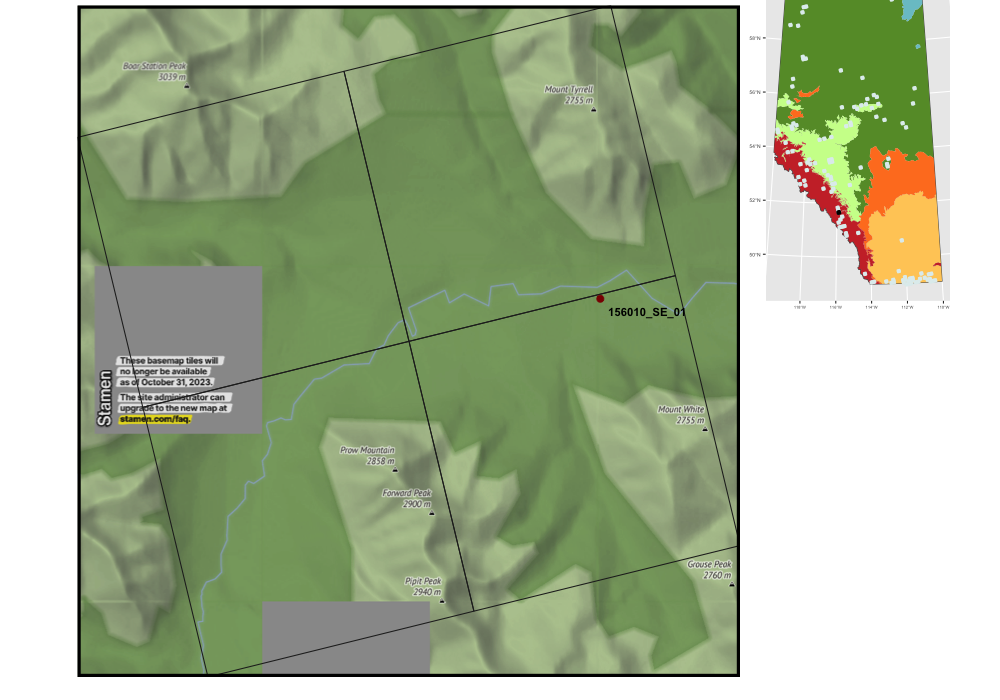 Boar Station Peak
3039 m
Mount Tyrrell
2755 m
156010_SE_01
Stamen
These basemap tiles will
no longer be available
as of October 31, 2023.
The site administrator can
upgrade to the new map at
stamen.com/faq.
Mount White
2755 m
Prow Mountain
2858 m
Forward Peak
2900 m
Pipit Peak
2940 m
Grouse Peak
2760 m
58°N
56°N
54°N
52°N
50°N
118°W
116°W
114°W
112°W
110°W